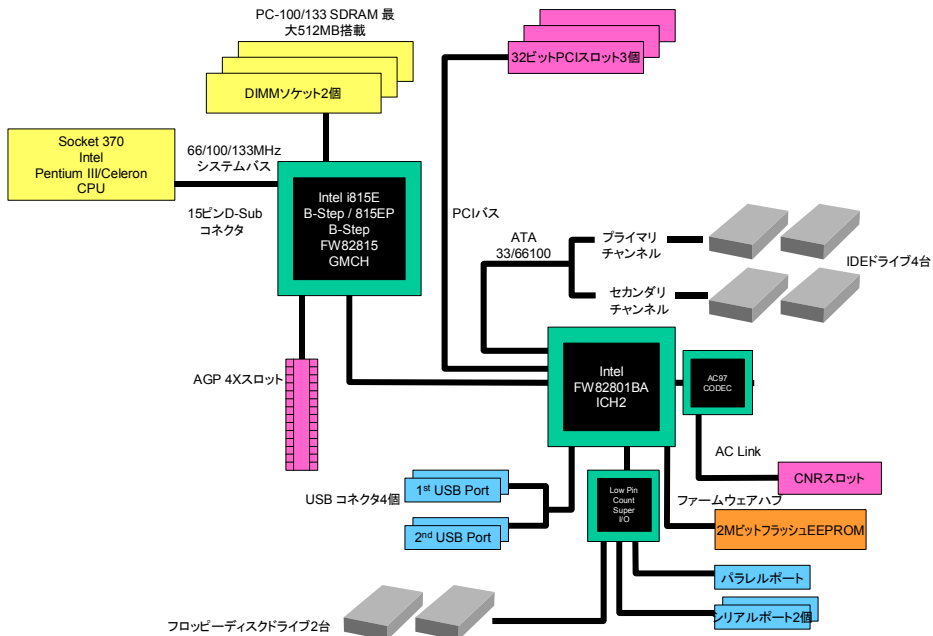 PC-100/133 SDRAM 最
大512MB搭載
DIMMソケット2個
32ビットPCIスロット3個
Socket 370
Intel
Pentium III/Celeron
CPU
66/100/133MHz
システムバス
15ピンD-Sub
コネクタ
Intel i815E
B-Step / 815EP
B-Step
FW82815
GMCH
PCIバス
ATA
33/66100
プライマリ
チャンネル
セカンダリ
チャンネル
IDEドライブ4台
AGP 4Xスロット
Intel
FW82801BA
ICH2
AC97
CODEC
AC Link
CNRスロット
USB コネクタ4個
1st USB Port
2nd USB Port
Low Pin
Count
Super
I/O
ファームウェアハブ
2MビットフラッシュEEPROM
パラレルポート
シリアルポート2個
フロッピーディスクドライブ2台